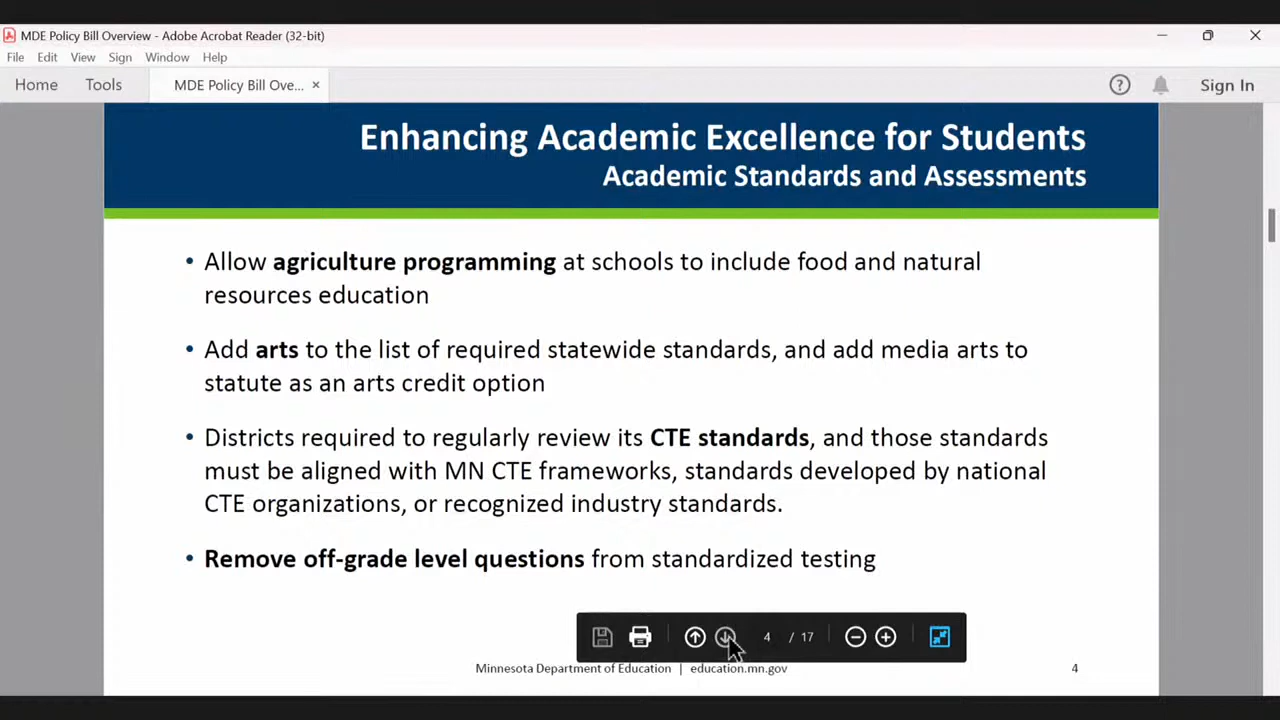 MDE Policy Bill Overview - Adobe Acrobat Reader (32-bit)
File Edit View Sign Window Help
Home Tools MDE Policy Bill Ove... × ? Sign In
Enhancing Academic Excellence for Students
Academic Standards and Assessments
• Allow agriculture programming at schools to include food and natural
resources education
• Add arts to the list of required statewide standards, and add media arts to
statute as an arts credit option
• Districts required to regularly review its CTE standards, and those standards
must be aligned with MN CTE frameworks, standards developed by national
CTE organizations, or recognized industry standards.
• Remove off-grade level questions from standardized testing
4 / 17
Minnesota Department of Education | education.mn.gov 4